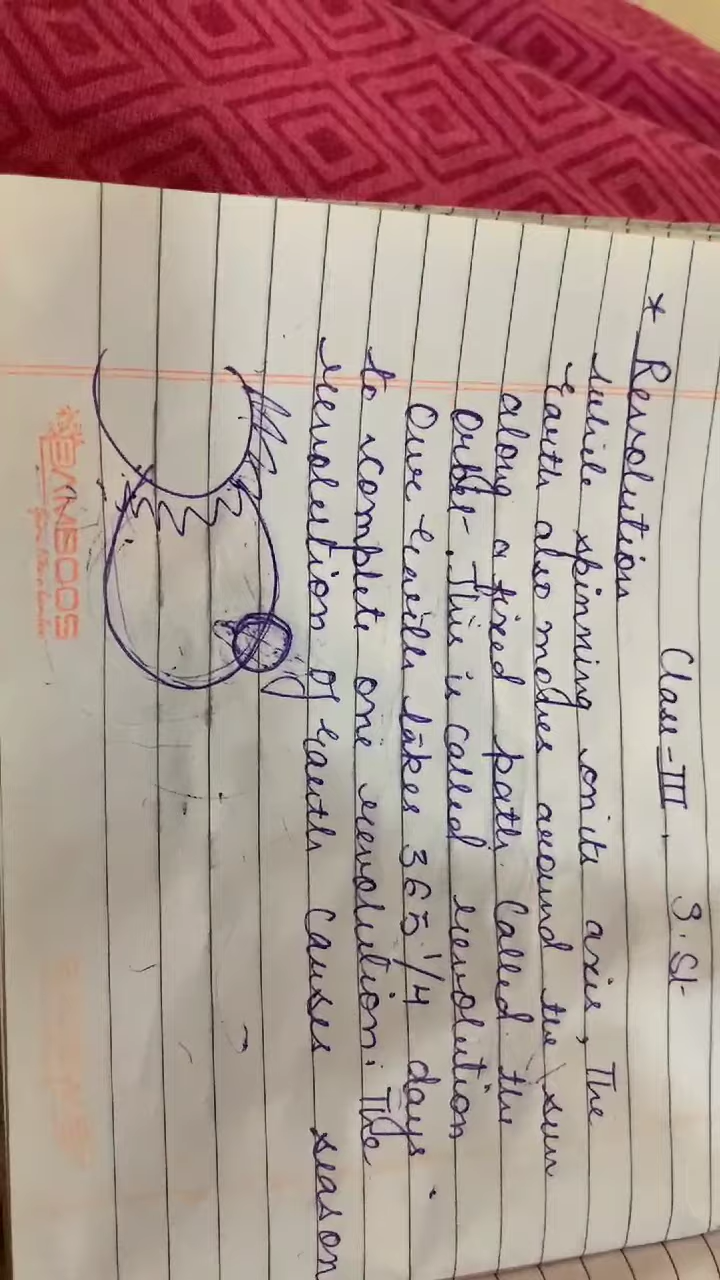 Class-III, S.St
* Revolution
While spinning on its axis, The
earth also moves around the sun
along a fixed path. Called the
Orbit. This is called revolution
Our Earth takes 365 1/4 days.
to complete one revolution. The
revolution of earth Causes season
BAMBOOS